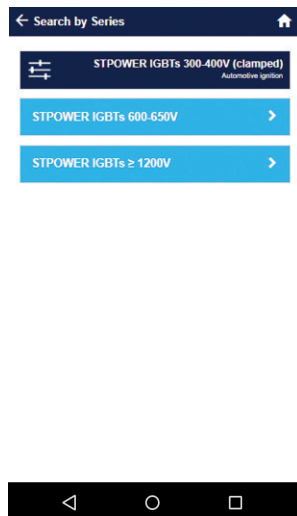 Search by Series
STPOWER IGBTs 300-400V (clamped)
Automotive ignition
STPOWER IGBTs 600-650V
STPOWER IGBTs ≥ 1200V